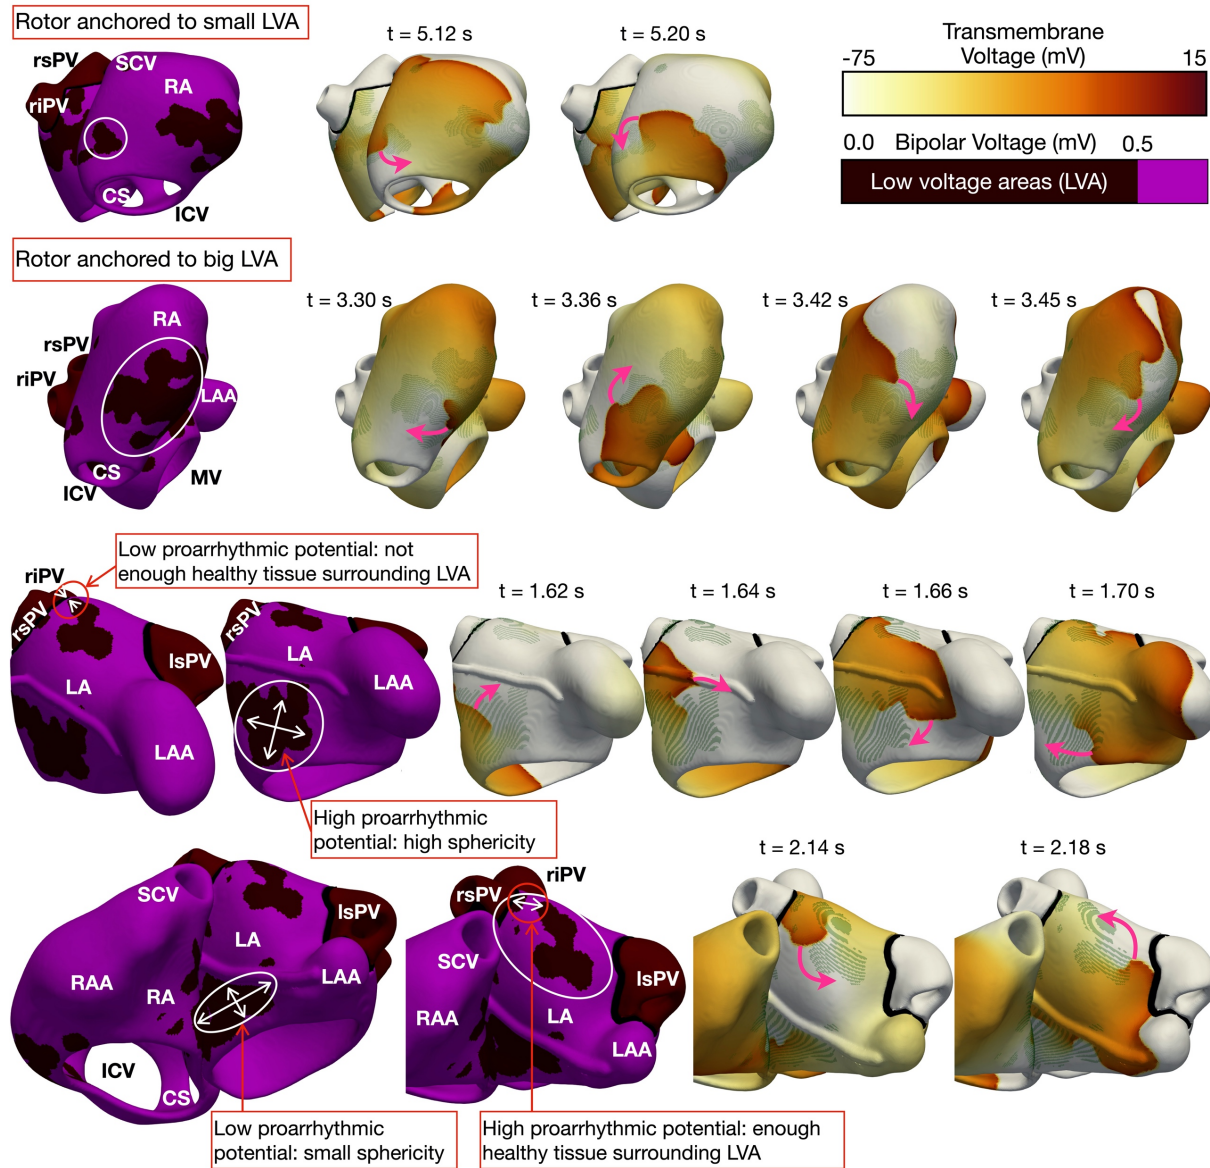 Rotor anchored to small LVA
t = 5.12 s
t = 5.20 s
Transmembrane
Voltage (mV)
-75
15
0.0
Bipolar Voltage (mV)
0.5
Low voltage areas (LVA)
rsPV
SCV
RA
riPV
CS
ICV
Rotor anchored to big LVA
t = 3.30 s
t = 3.36 s
t = 3.42 s
t = 3.45 s
RA
rsPV
riPV
LAA
CS
MV
ICV
Low proarrhythmic potential: not
enough healthy tissue surrounding LVA
riPV
rsPV
lsPV
LA
LAA
rsPV
LA
LAA
t = 1.62 s
t = 1.64 s
t = 1.66 s
t = 1.70 s
High proarrhythmic
potential: high sphericity
SCV
lsPV
LA
RAA
RA
LAA
ICV
CS
riPV
rsPV
SCV
lsPV
RAA
LA
LAA
t = 2.14 s
t = 2.18 s
Low proarrhythmic
potential: small sphericity
High proarrhythmic potential: enough
healthy tissue surrounding LVA